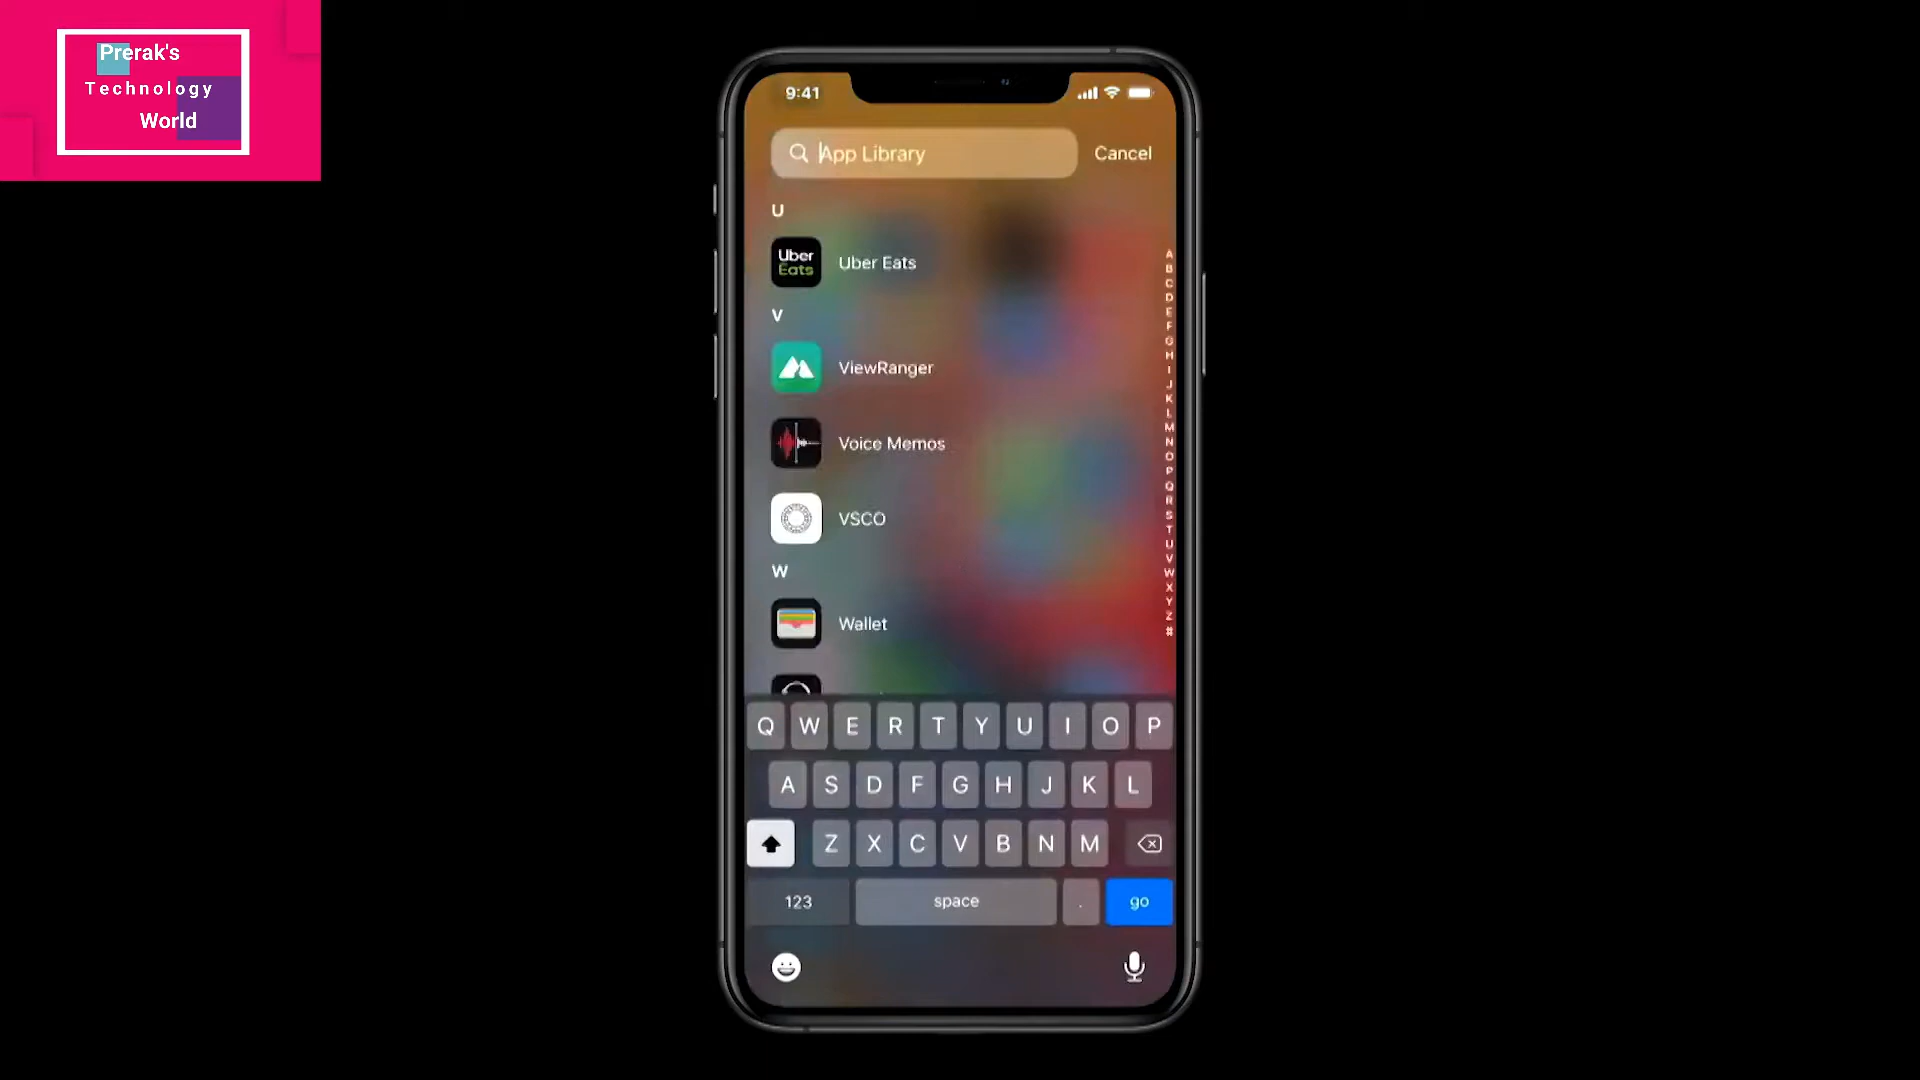 Prerak's
Technology
World
9:41
App Library
Cancel
U
Uber Eats
Uber Eats
V
ViewRanger
Voice Memos
VSCO
W
Wallet
A
B
C
D
E
F
G
H
I
J
K
L
M
N
O
P
Q
R
S
T
U
V
W
X
Y
Z
#
Q W E R T Y U I O P
A S D F G H J K L
Z X C V B N M
123 space . go